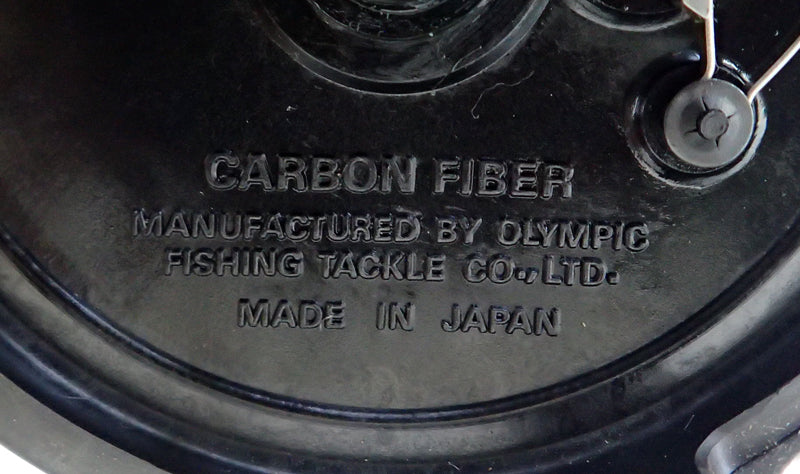 CARBON FIBER
MANUFACTURED BY OLYMPIC
FISHING TACKLE CO.,LTD.
MADE IN JAPAN